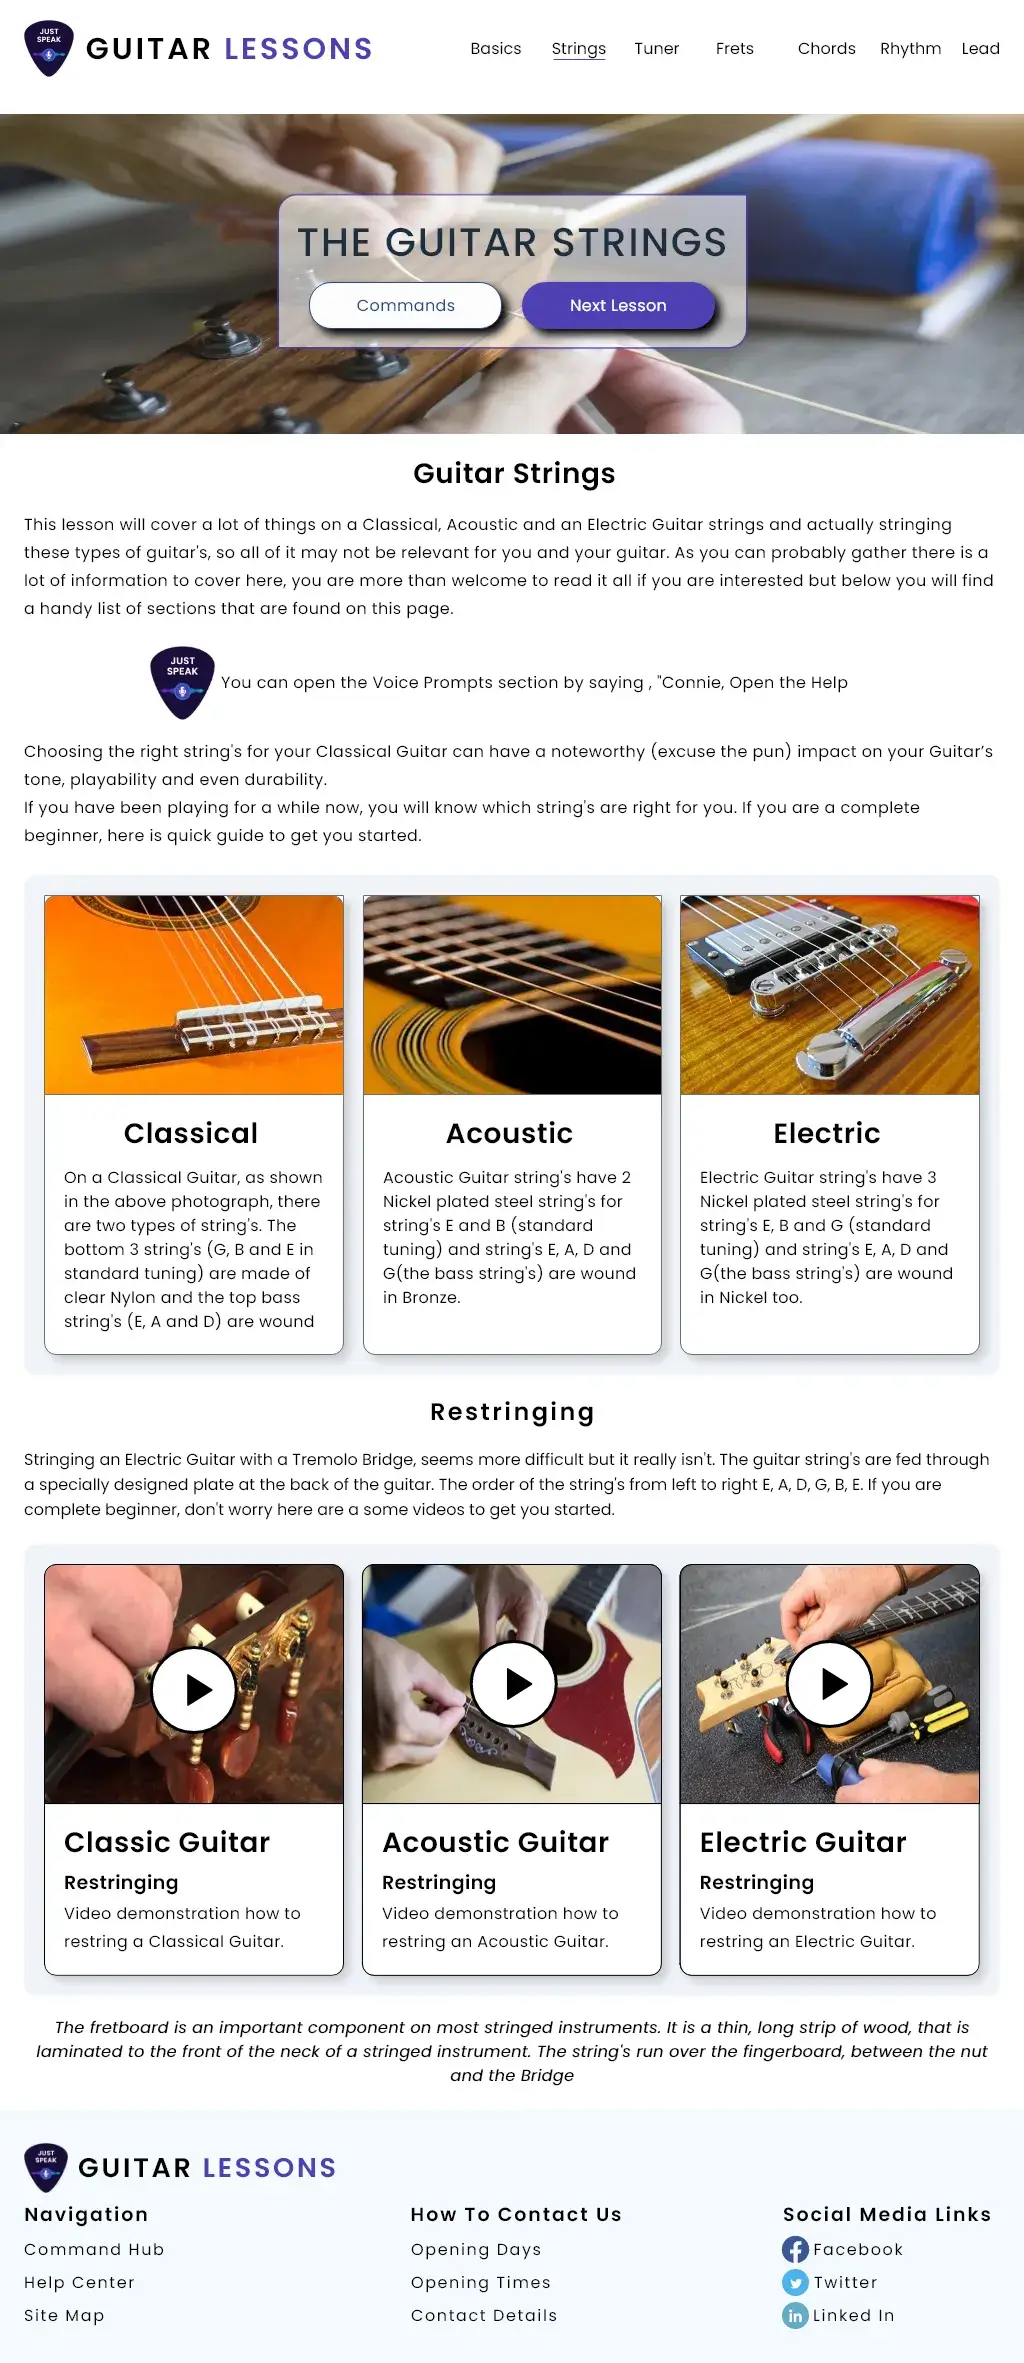 JUST
SPEAK
GUITAR LESSONS
Basics Strings Tuner Frets Chords Rhythm Lead
THE GUITAR STRINGS
Commands Next Lesson
Guitar Strings
This lesson will cover a lot of things on a Classical, Acoustic and an Electric Guitar strings and actually stringing
these types of guitar's, so all of it may not be relevant for you and your guitar. As you can probably gather there is a
lot of information to cover here, you are more than welcome to read it all if you are interested but below you will find
a handy list of sections that are found on this page.
JUST
SPEAK
You can open the Voice Prompts section by saying , "Connie, Open the Help
Choosing the right string's for your Classical Guitar can have a noteworthy (excuse the pun) impact on your Guitar’s
tone, playability and even durability.
If you have been playing for a while now, you will know which string's are right for you. If you are a complete
beginner, here is quick guide to get you started.
Classical
On a Classical Guitar, as shown
in the above photograph, there
are two types of string's. The
bottom 3 string's (G, B and E in
standard tuning) are made of
clear Nylon and the top bass
string's (E, A and D) are wound
Acoustic
Acoustic Guitar string's have 2
Nickel plated steel string's for
string's E and B (standard
tuning) and string's E, A, D and
G(the bass string's) are wound
in Bronze.
Electric
Electric Guitar string's have 3
Nickel plated steel string's for
string's E, B and G (standard
tuning) and string's E, A, D and
G(the bass string's) are wound
in Nickel too.
Restringing
Stringing an Electric Guitar with a Tremolo Bridge, seems more difficult but it really isn't. The guitar string's are fed through
a specially designed plate at the back of the guitar. The order of the string's from left to right E, A, D, G, B, E. If you are
complete beginner, don't worry here are a some videos to get you started.
Classic Guitar
Restringing
Video demonstration how to
restring a Classical Guitar.
Acoustic Guitar
Restringing
Video demonstration how to
restring an Acoustic Guitar.
Electric Guitar
Restringing
Video demonstration how to
restring an Electric Guitar.
The fretboard is an important component on most stringed instruments. It is a thin, long strip of wood, that is
laminated to the front of the neck of a stringed instrument. The string's run over the fingerboard, between the nut
and the Bridge
JUST
SPEAK
GUITAR LESSONS
Navigation
Command Hub
Help Center
Site Map
How To Contact Us
Opening Days
Opening Times
Contact Details
Social Media Links
Facebook
Twitter
in Linked In